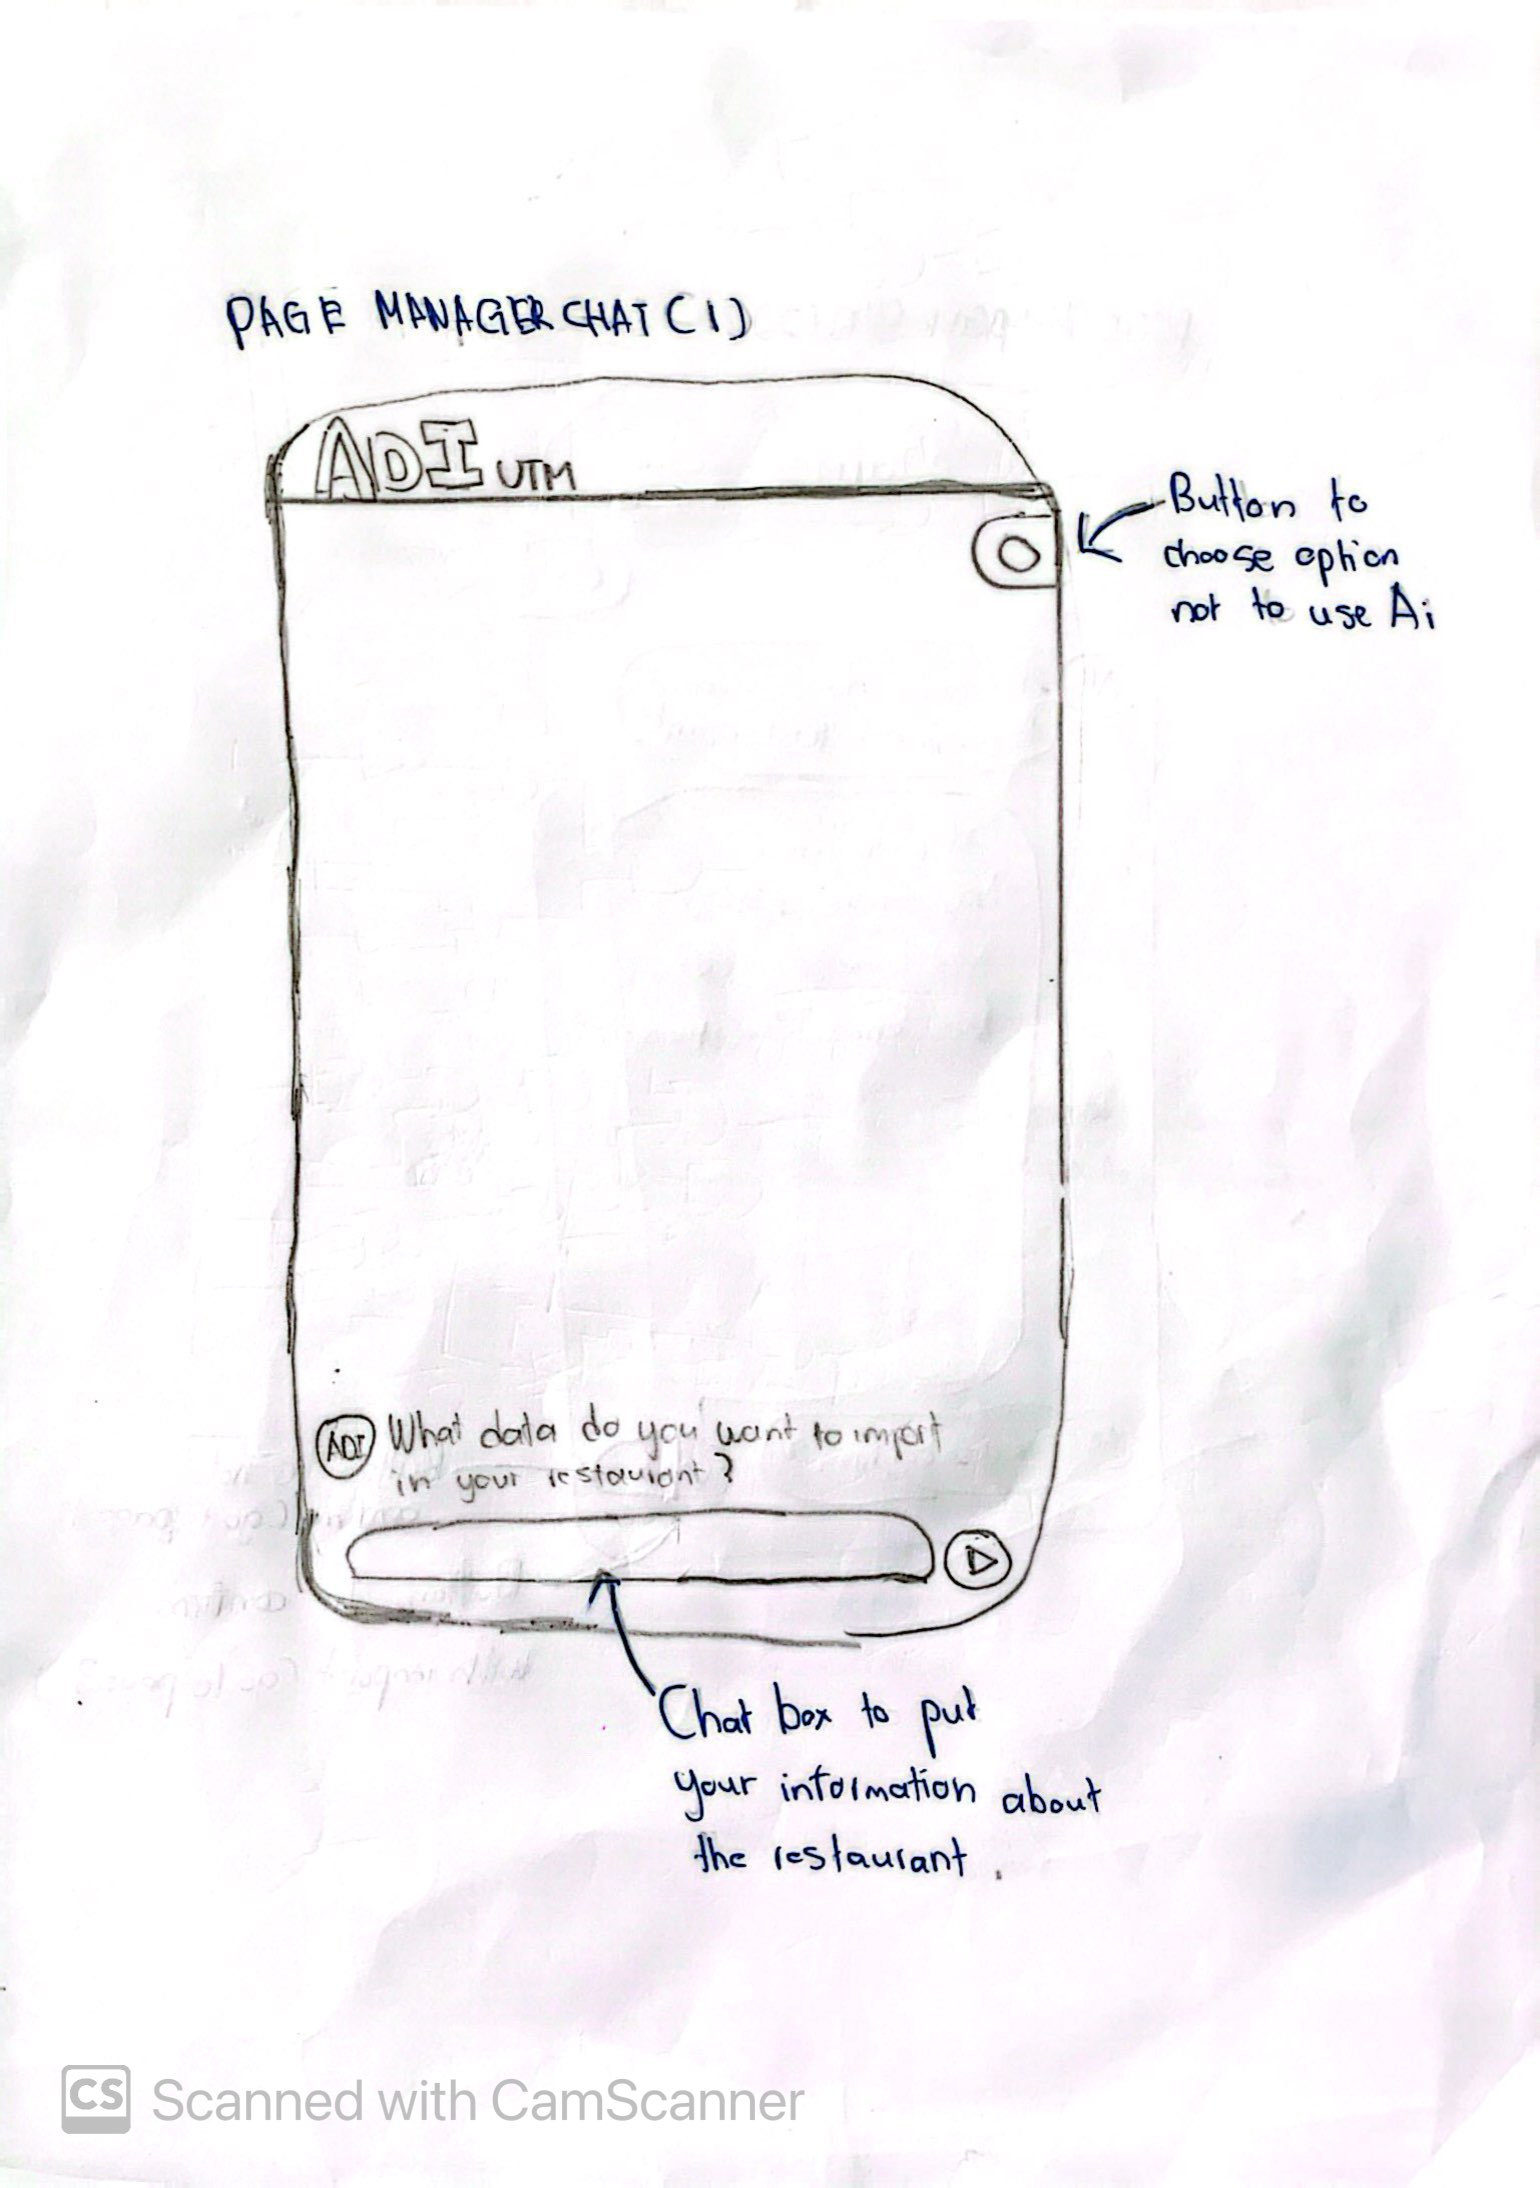 PAGE MANAGER CHAT (1)
ADI UTM
Button to
choose option
not to use Ai
ADI What data do you want to import
in your restaurant?
Chat box to put
your information about
the restaurant.
CS Scanned with CamScanner